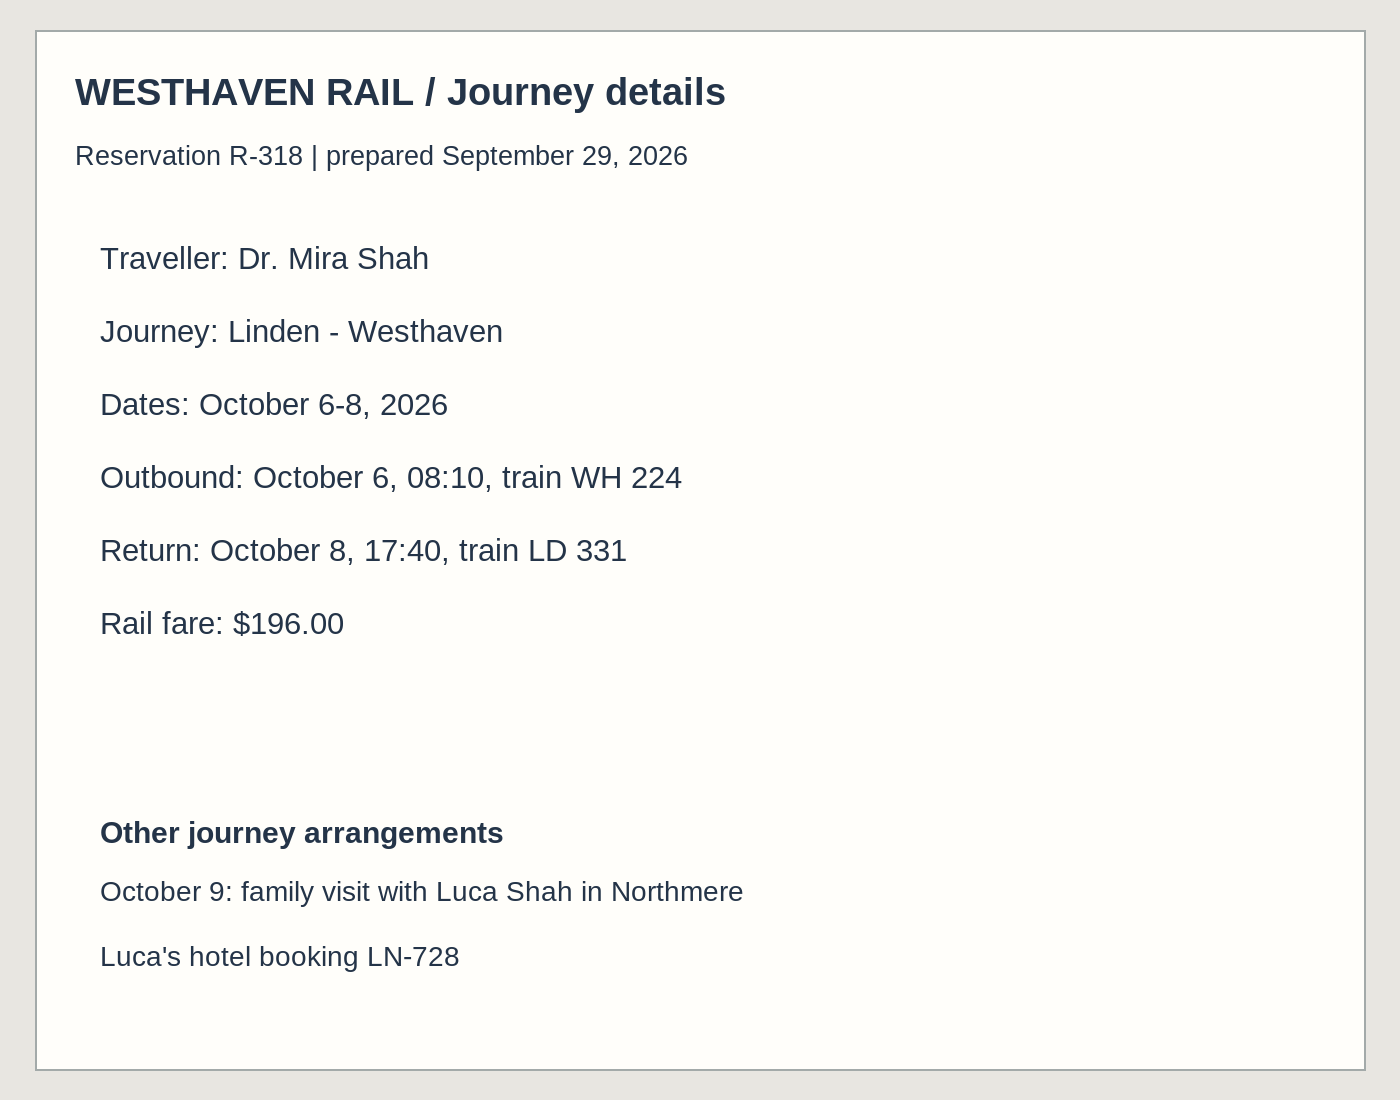 WESTHAVEN RAIL / Journey details
Reservation R-318 | prepared September 29, 2026
Traveller: Dr. Mira Shah
Journey: Linden - Westhaven
Dates: October 6-8, 2026
Outbound: October 6, 08:10, train WH 224
Return: October 8, 17:40, train LD 331
Rail fare: $196.00
Other journey arrangements
October 9: family visit with Luca Shah in Northmere
Luca's hotel booking LN-728